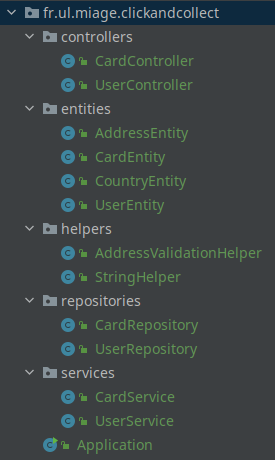 fr.ul.miage.clickandcollect
controllers
CardController
UserController
entities
AddressEntity
CardEntity
CountryEntity
UserEntity
helpers
AddressValidationHelper
StringHelper
repositories
CardRepository
UserRepository
services
CardService
UserService
Application